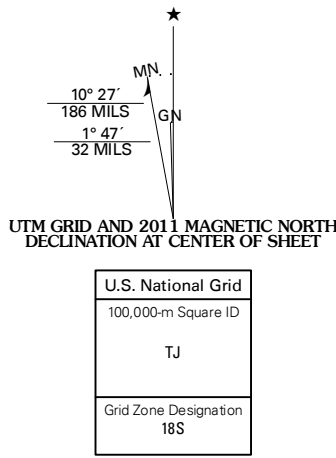 ★
MN
10° 27´
186 MILS
GN
1° 47´
32 MILS
UTM GRID AND 2011 MAGNETIC NORTH
DECLINATION AT CENTER OF SHEET
U.S. National Grid
100,000-m Square ID
TJ
Grid Zone Designation
18S